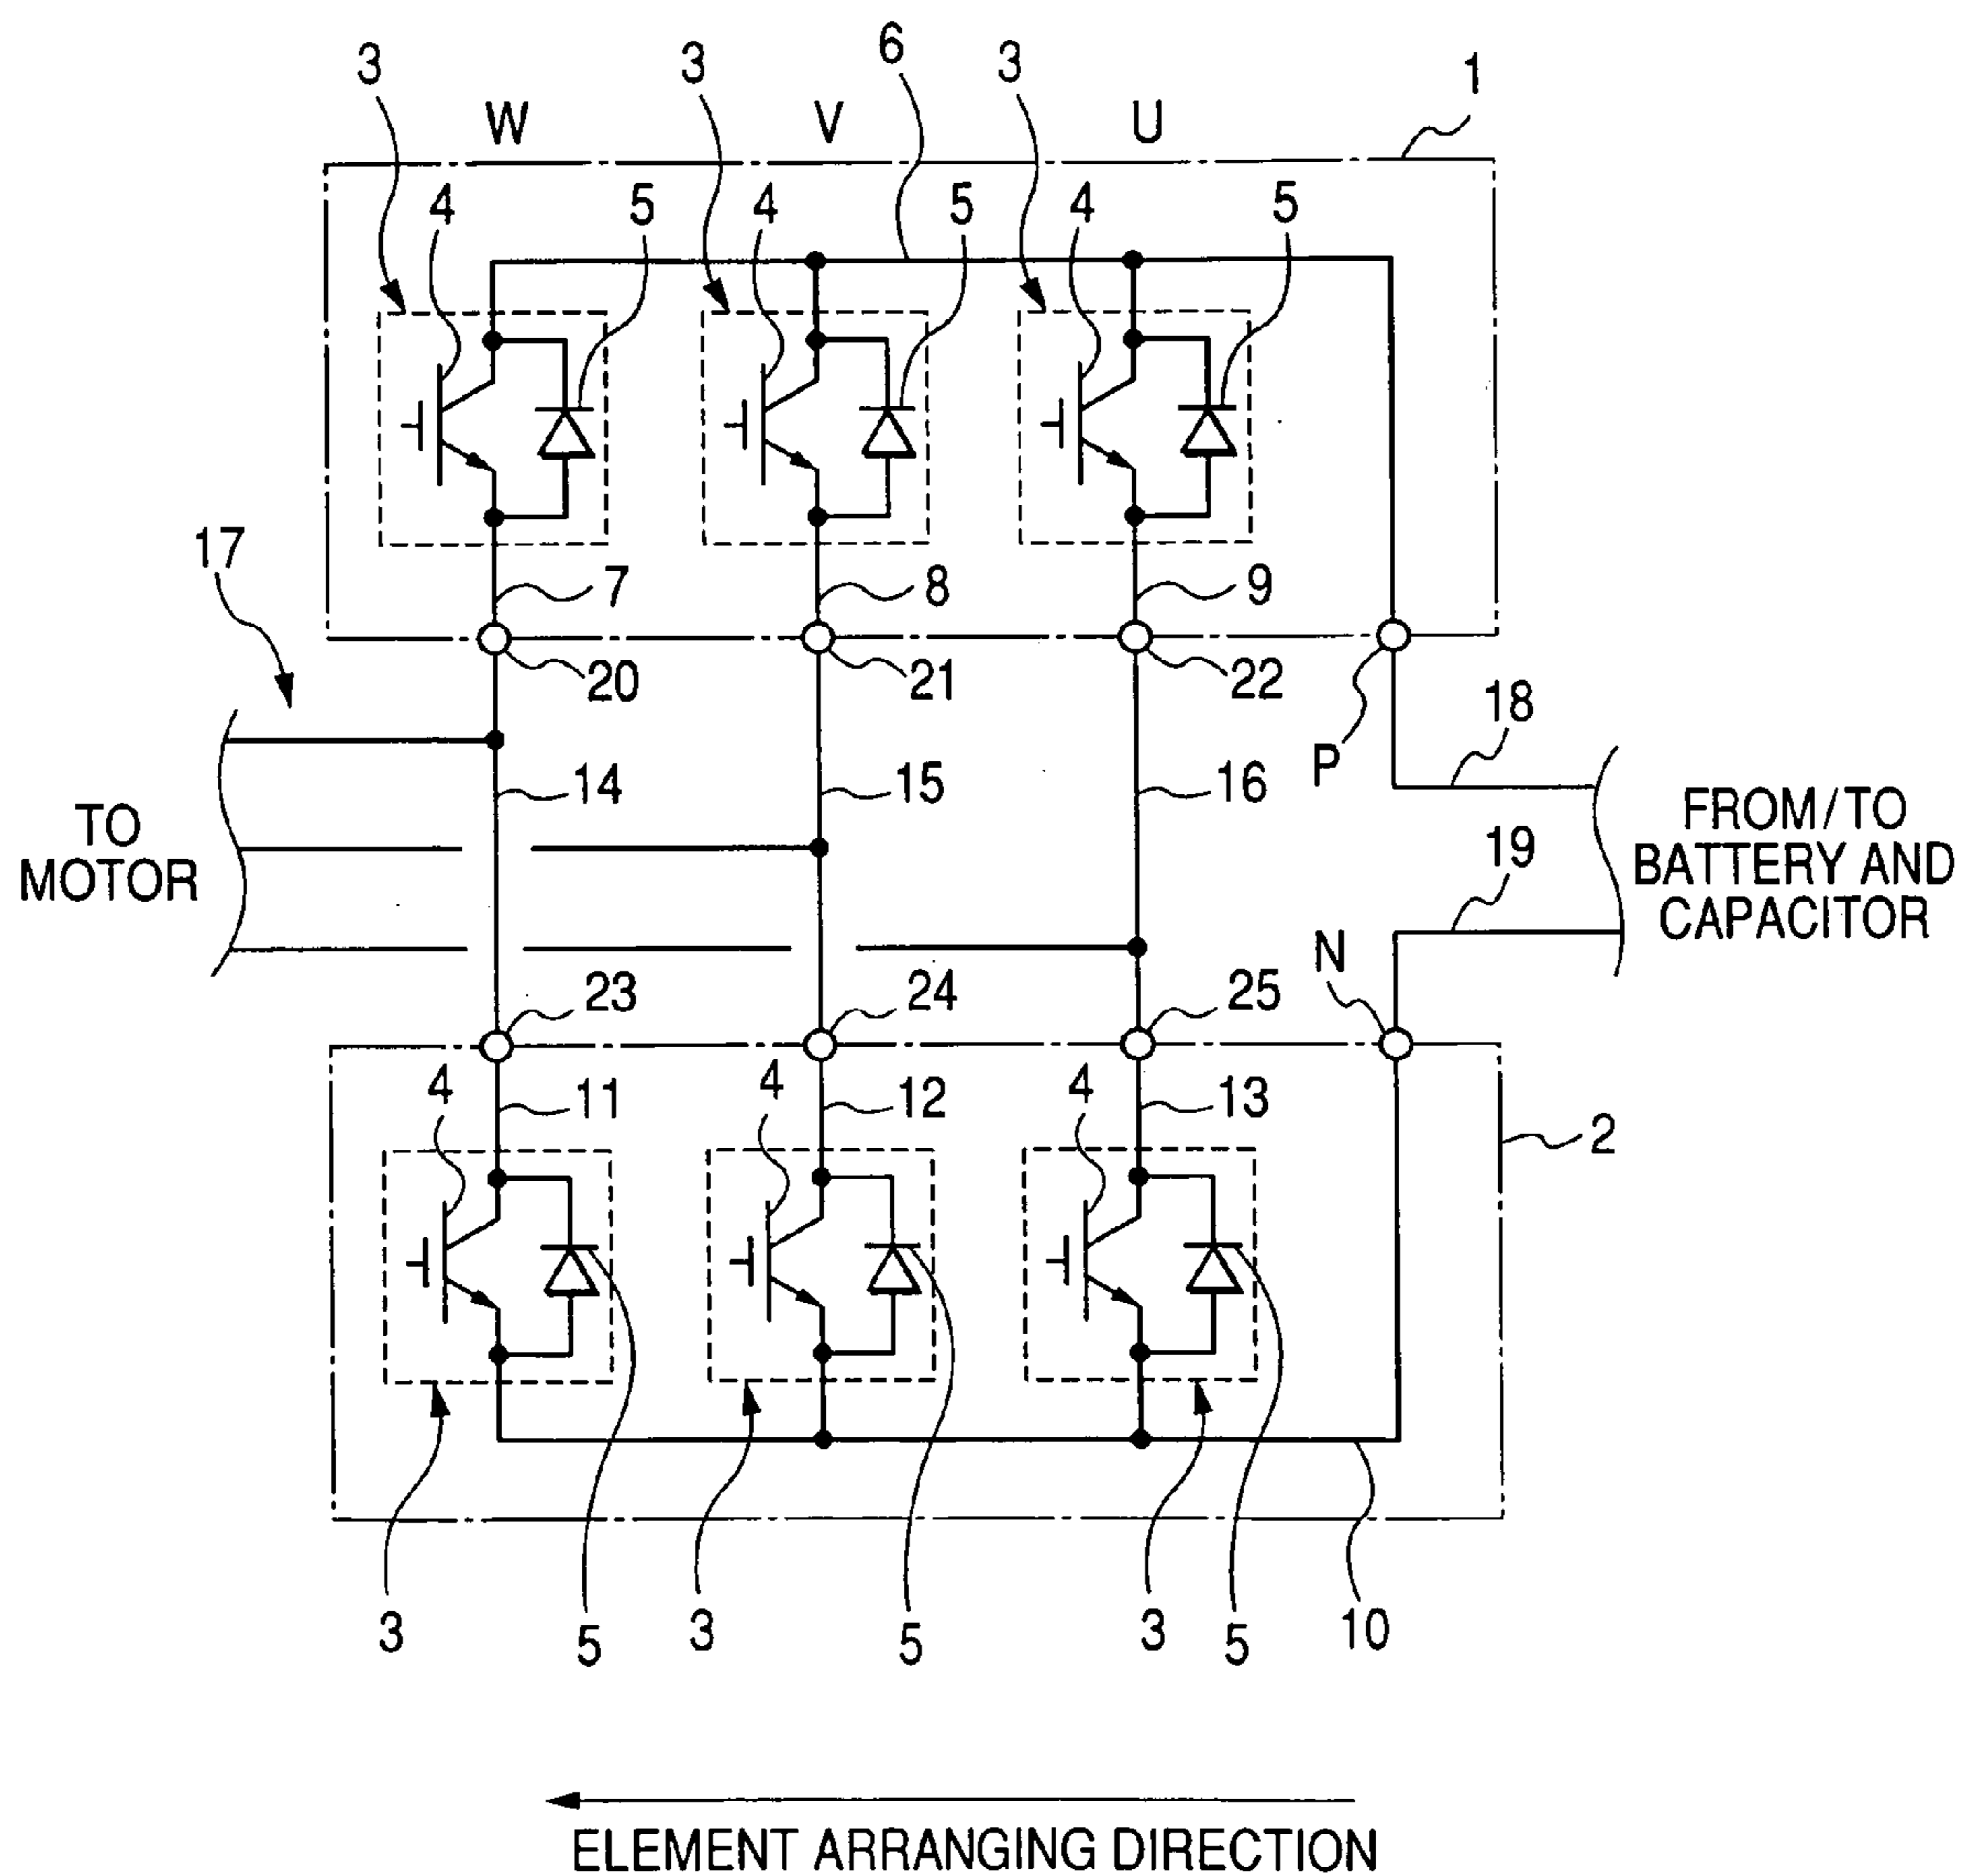 3 3 6 3 1
W V U
4 5 4 5 4 5
17 7 8 9
20 21 22
18
P
14 15 16
TO
MOTOR
FROM/TO
BATTERY AND
CAPACITOR
19
N
23 24 25
4 11 4 12 4 13
2
3 5 3 5 3 5 10
ELEMENT ARRANGING DIRECTION